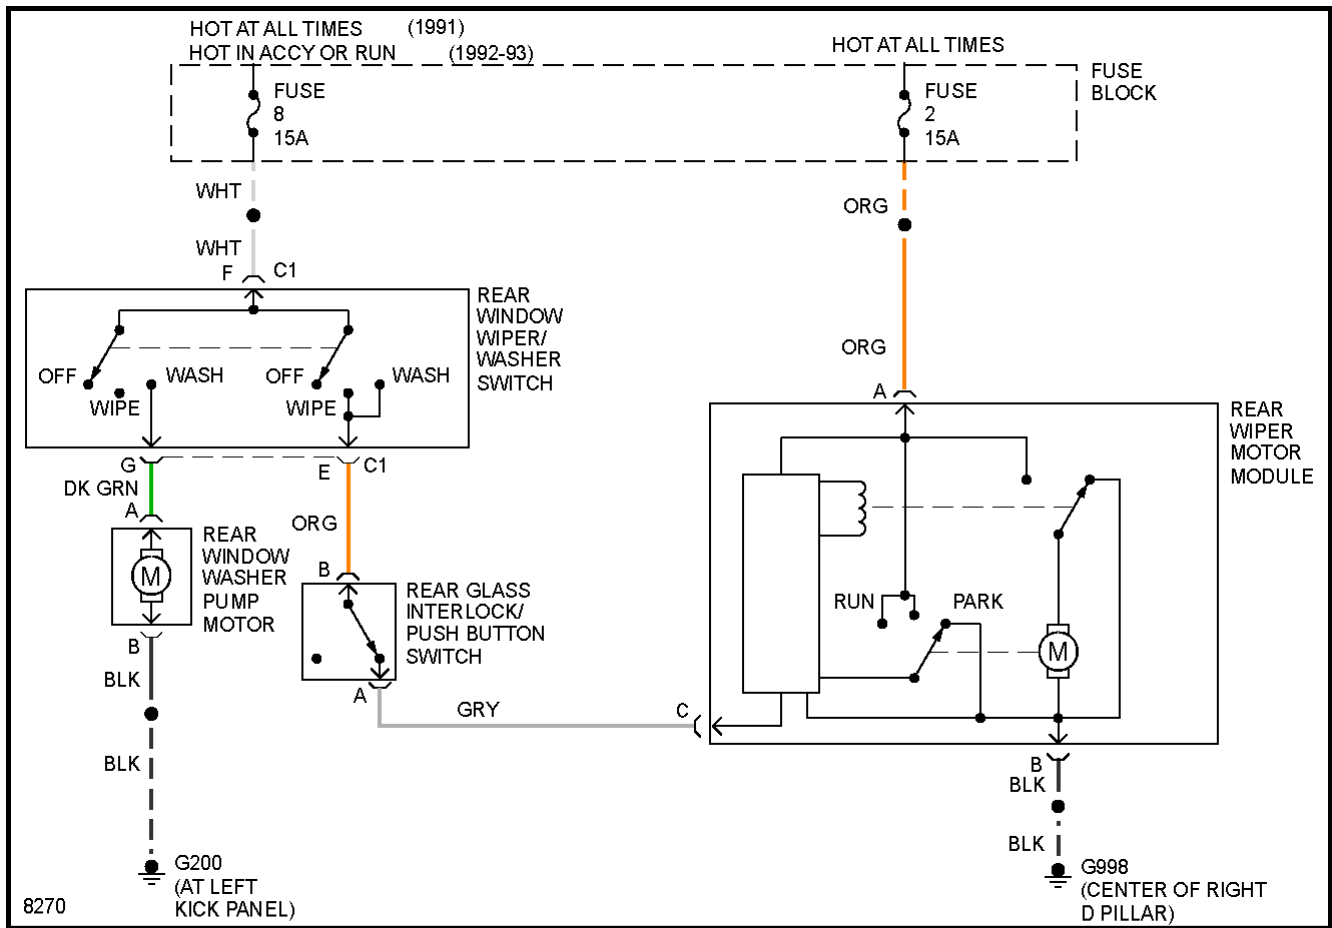 HOT AT ALL TIMES (1991)
HOT IN ACCY OR RUN (1992-93)
HOT AT ALL TIMES
FUSE
8
15A
FUSE
2
15A
FUSE
BLOCK
WHT
ORG
WHT
F C1
REAR
WINDOW
WIPER/
WASHER
SWITCH
OFF WASH
WIPE
OFF WASH
WIPE
ORG
A
REAR
WIPER
MOTOR
MODULE
G E C1
DK GRN
A
ORG
REAR
WINDOW
WASHER
PUMP
MOTOR
M
B
B
REAR GLASS
INTERLOCK/
PUSH BUTTON
SWITCH
RUN PARK
M
BLK
A
GRY
C
BLK
B
BLK
BLK
G200
(AT LEFT
KICK PANEL)
G998
(CENTER OF RIGHT
D PILLAR)
8270